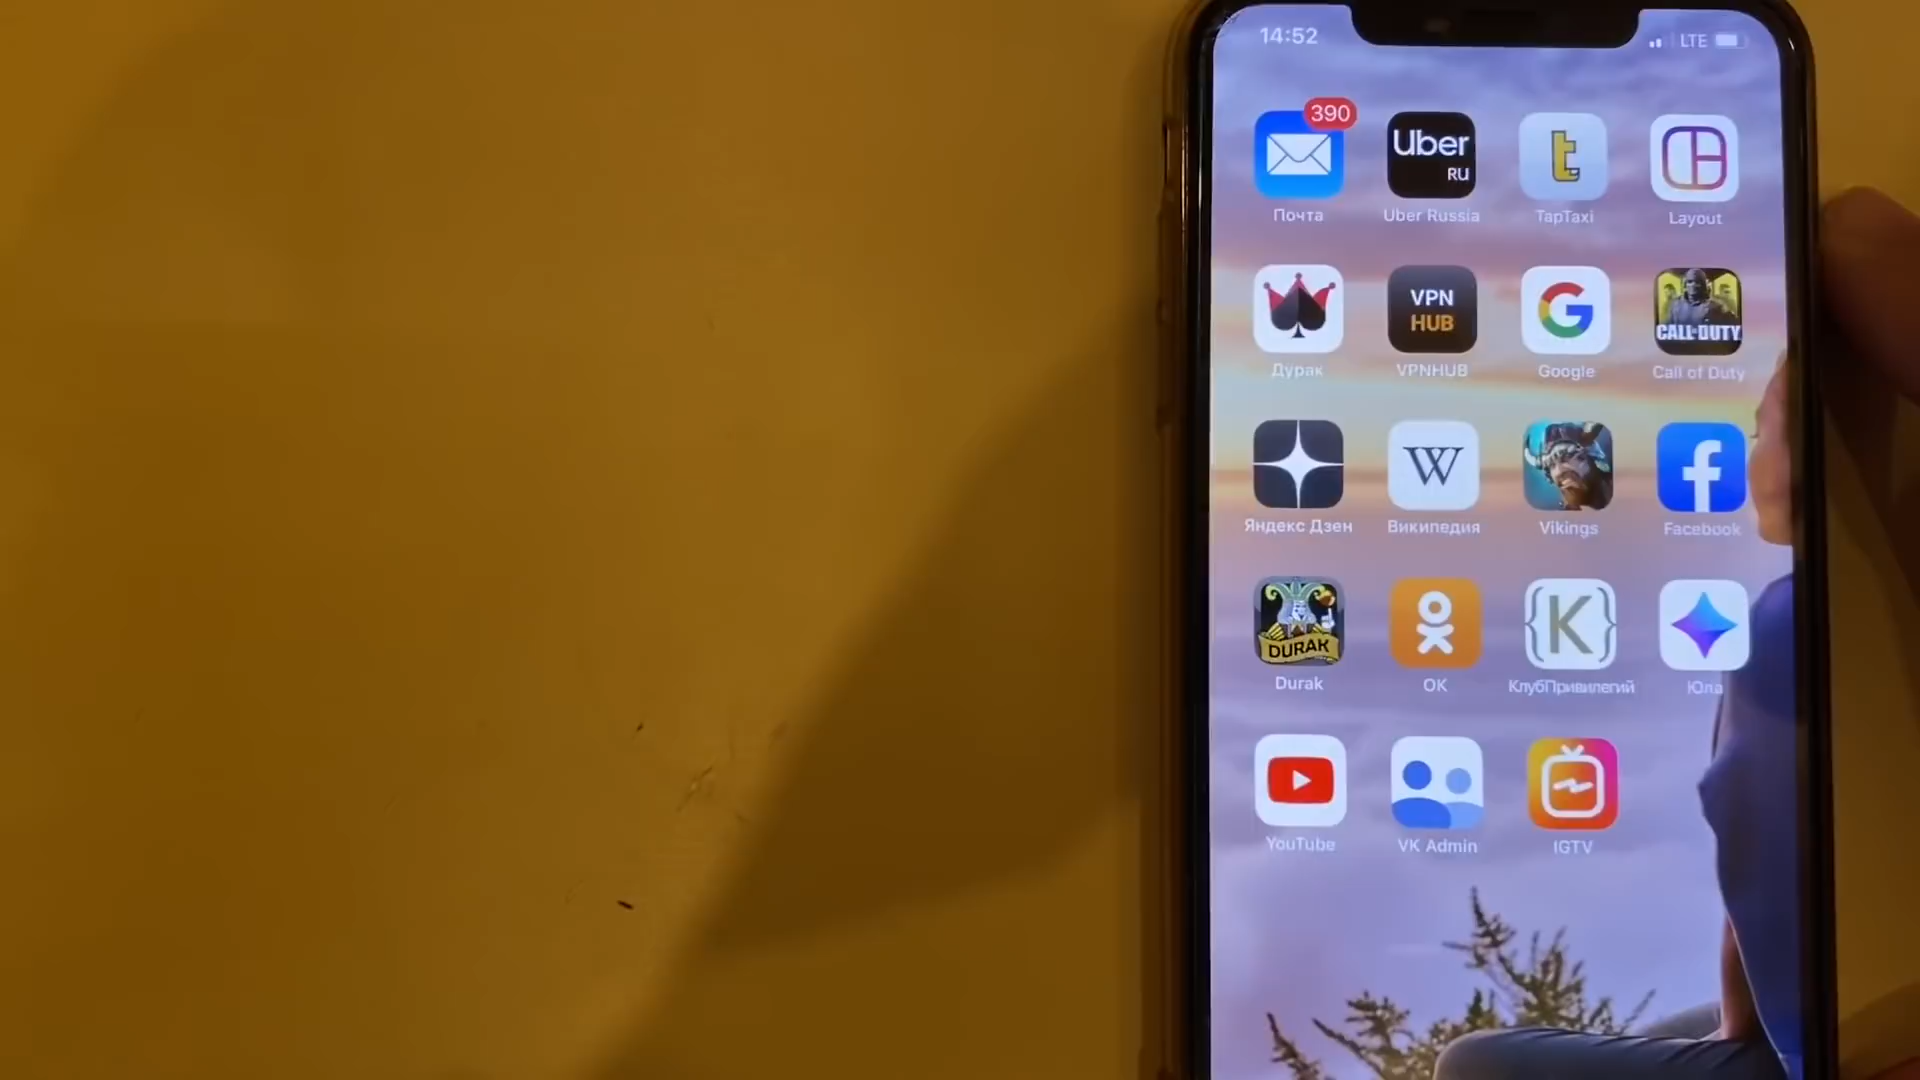 14:52 LTE
390
Uber
RU
t
Почта Uber Russia TapTaxi Layout
VPN
HUB
G
CALL OF DUTY
Дурак VPNHUB Google Call of Duty
W
f
Яндекс Дзен Википедия Vikings Facebook
DURAK
{K}
Durak OK КлубПривилегий Юла
YouTube VK Admin IGTV